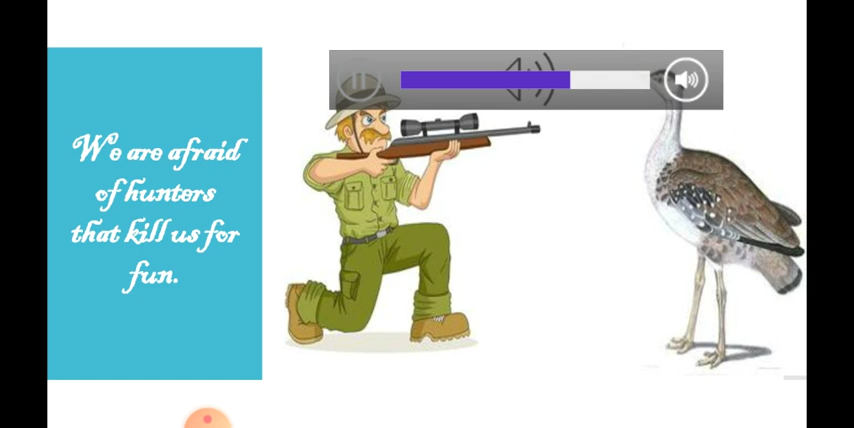 We are afraid
of hunters
that kill us for
fun.